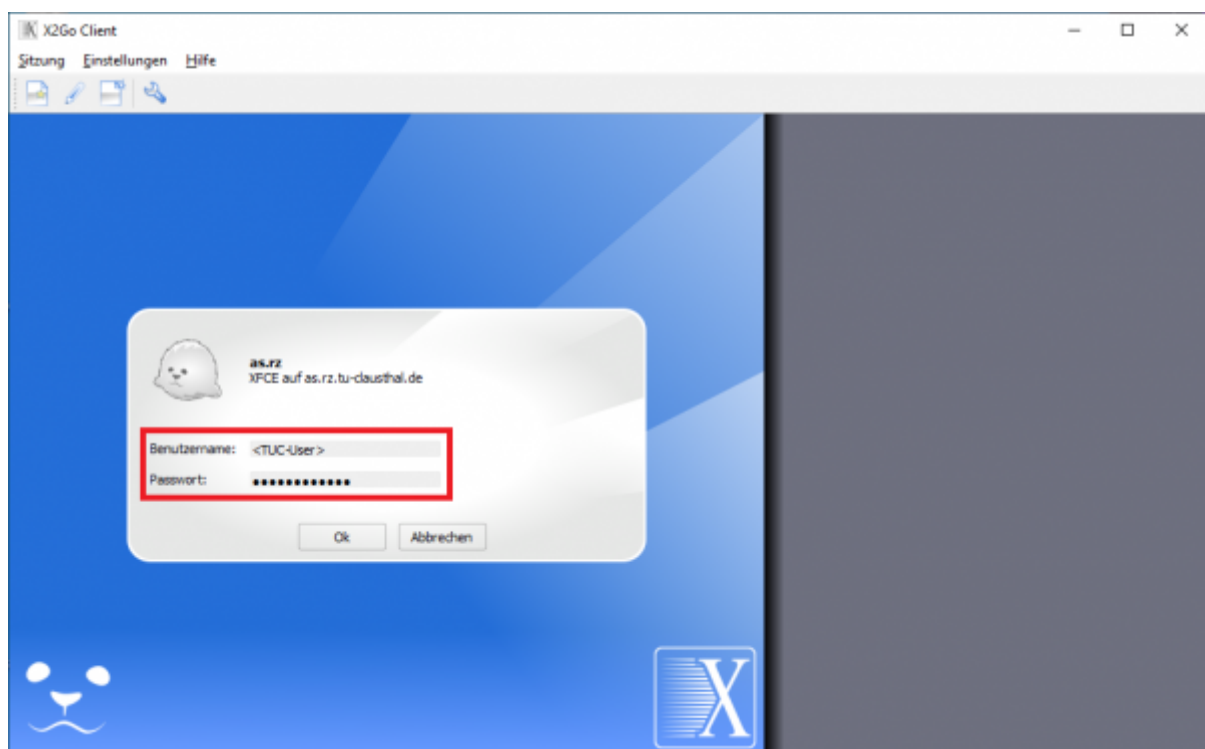 X2Go Client
Sitzung Einstellungen Hilfe
as.rz
XFCE auf as.rz.tu-clausthal.de
Benutzername: <TUC-User>
Passwort: ●●●●●●●●●●●●
Ok Abbrechen
X